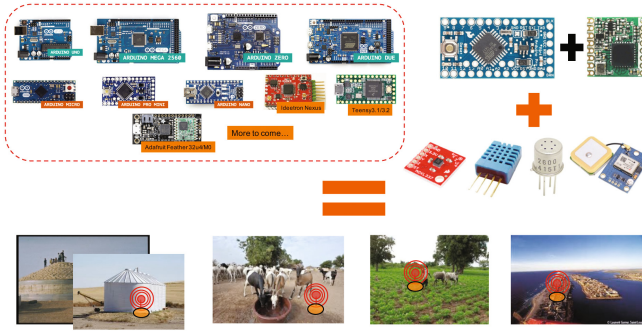 ARDUINO UNO
ARDUINO MEGA 2560
ARDUINO ZERO
ARDUINO DUE
ARDUINO MICRO
ARDUINO PRO MINI
ARDUINO NANO
Ideetron Nexus
Teensy3.1/3.2
Adafruit Feather 32u4/M0
More to come…